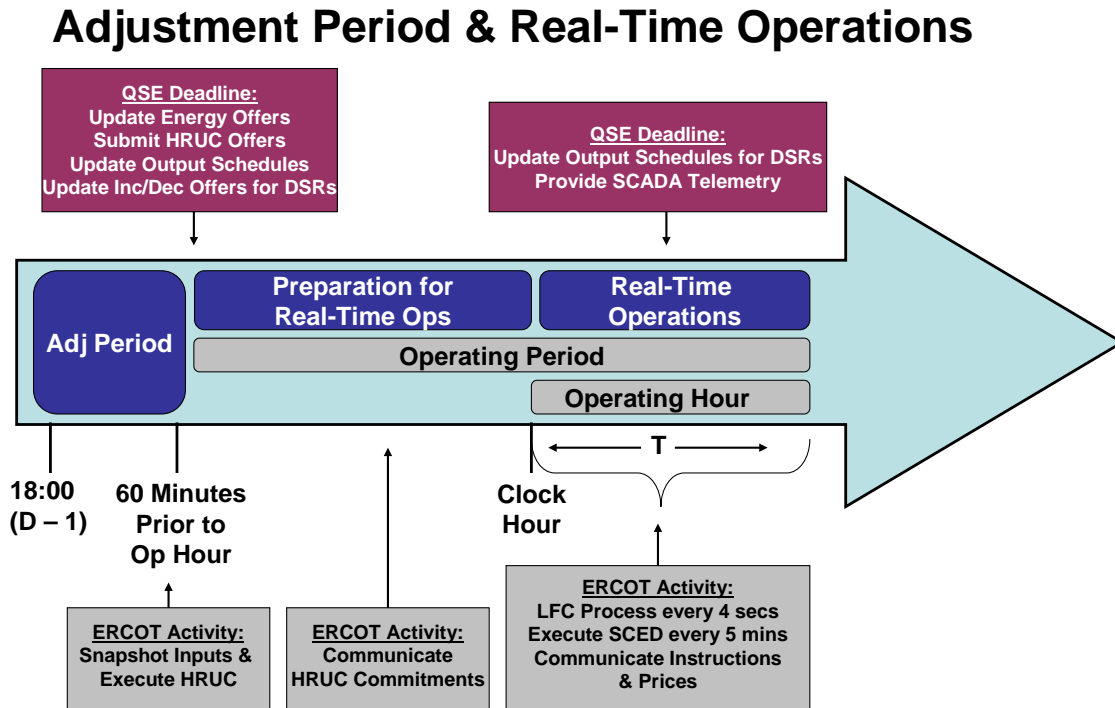 Adjustment Period & Real-Time Operations
QSE Deadline:
Update Energy Offers
Submit HRUC Offers
Update Output Schedules
Update Inc/Dec Offers for DSRs
QSE Deadline:
Update Output Schedules for DSRs
Provide SCADA Telemetry
Adj Period
Preparation for
Real-Time Ops
Real-Time
Operations
Operating Period
Operating Hour
T
18:00
(D – 1)
60 Minutes
Prior to
Op Hour
Clock
Hour
ERCOT Activity:
Snapshot Inputs &
Execute HRUC
ERCOT Activity:
Communicate
HRUC Commitments
ERCOT Activity:
LFC Process every 4 secs
Execute SCED every 5 mins
Communicate Instructions
& Prices